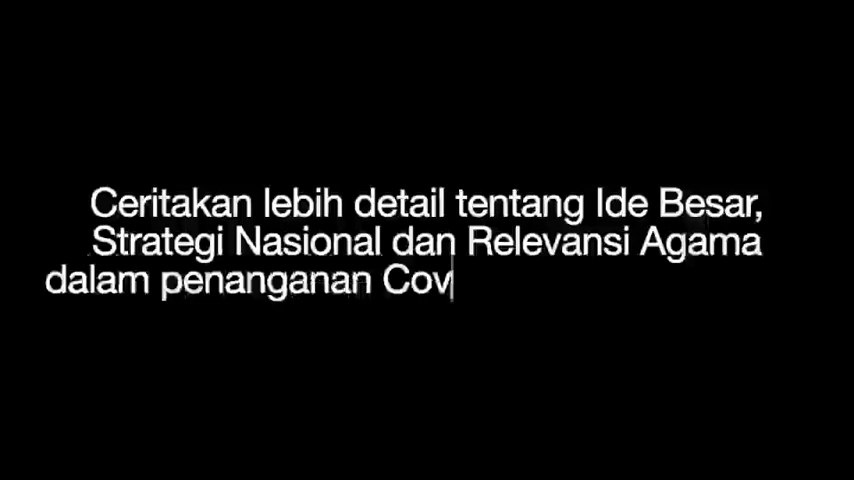 Ceritakan lebih detail tentang Ide Besar,
Strategi Nasional dan Relevansi Agama
dalam penanganan Cov